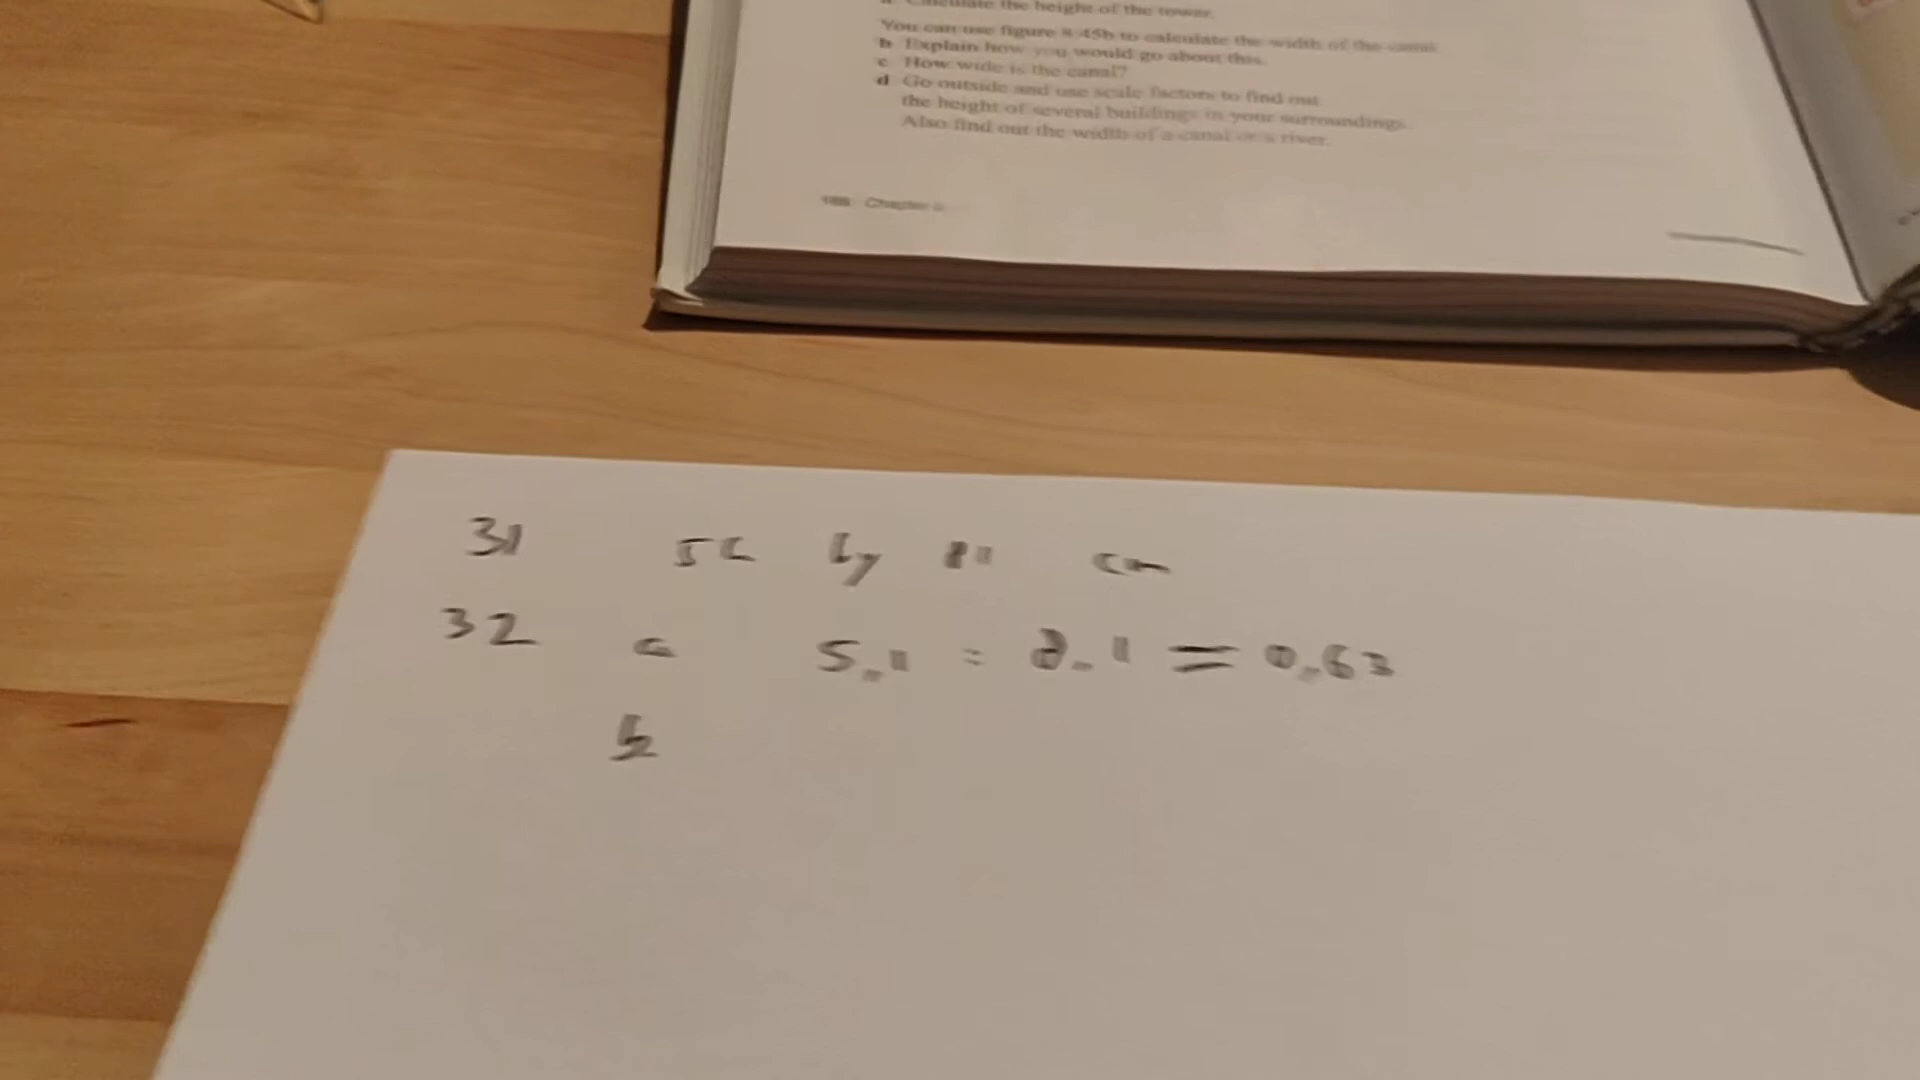 a Calculate the height of the tower.
You can use figure 8.45b to calculate the width of the canal.
b Explain how you would go about this.
c How wide is the canal?
d Go outside and use scale factors to find out
the height of several buildings in your surroundings.
Also find out the width of a canal or a river.
Chapter
31 by cm
32 a = 0.63
b